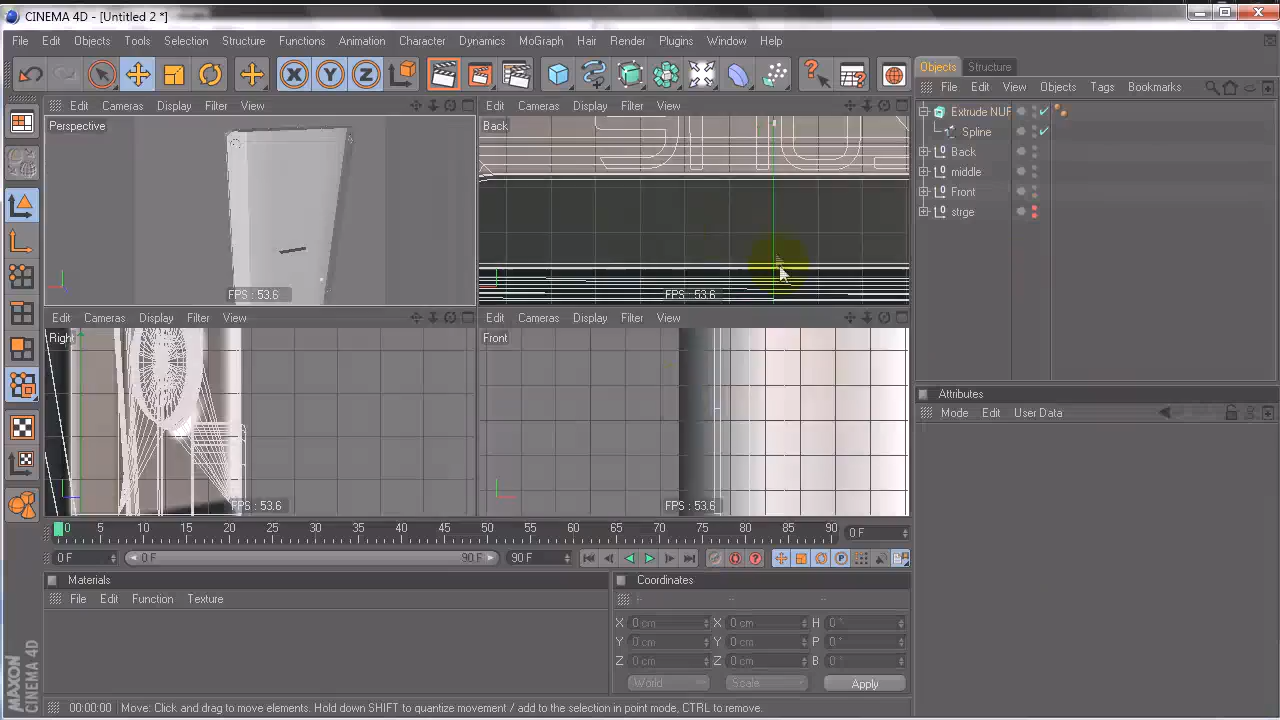 CINEMA 4D - [Untitled 2 *]
File Edit Objects Tools Selection Structure Functions Animation Character Dynamics MoGraph Hair Render Plugins Window Help
X Y Z
Objects Structure
File Edit View Objects Tags Bookmarks
Edit Cameras Display Filter View
Edit Cameras Display Filter View
Perspective
Back
Extrude NUF
Spline
Back
middle
Front
strge
FPS : 53.6
FPS : 53.6
Edit Cameras Display Filter View
Edit Cameras Display Filter View
Right
Front
Attributes
Mode Edit User Data
FPS : 53.6
FPS : 53.6
0 5 10 15 20 25 30 35 40 45 50 55 60 65 70 75 80 85 90
0 F
0 F
0 F 90 F
90 F
Materials
File Edit Function Texture
Coordinates
-- -- --
X 0 cm X 0 cm H 0 °
Y 0 cm Y 0 cm P 0 °
Z 0 cm Z 0 cm B 0 °
World Scale Apply
MAXON
CINEMA 4D
00:00:00 Move: Click and drag to move elements. Hold down SHIFT to quantize movement / add to the selection in point mode, CTRL to remove.